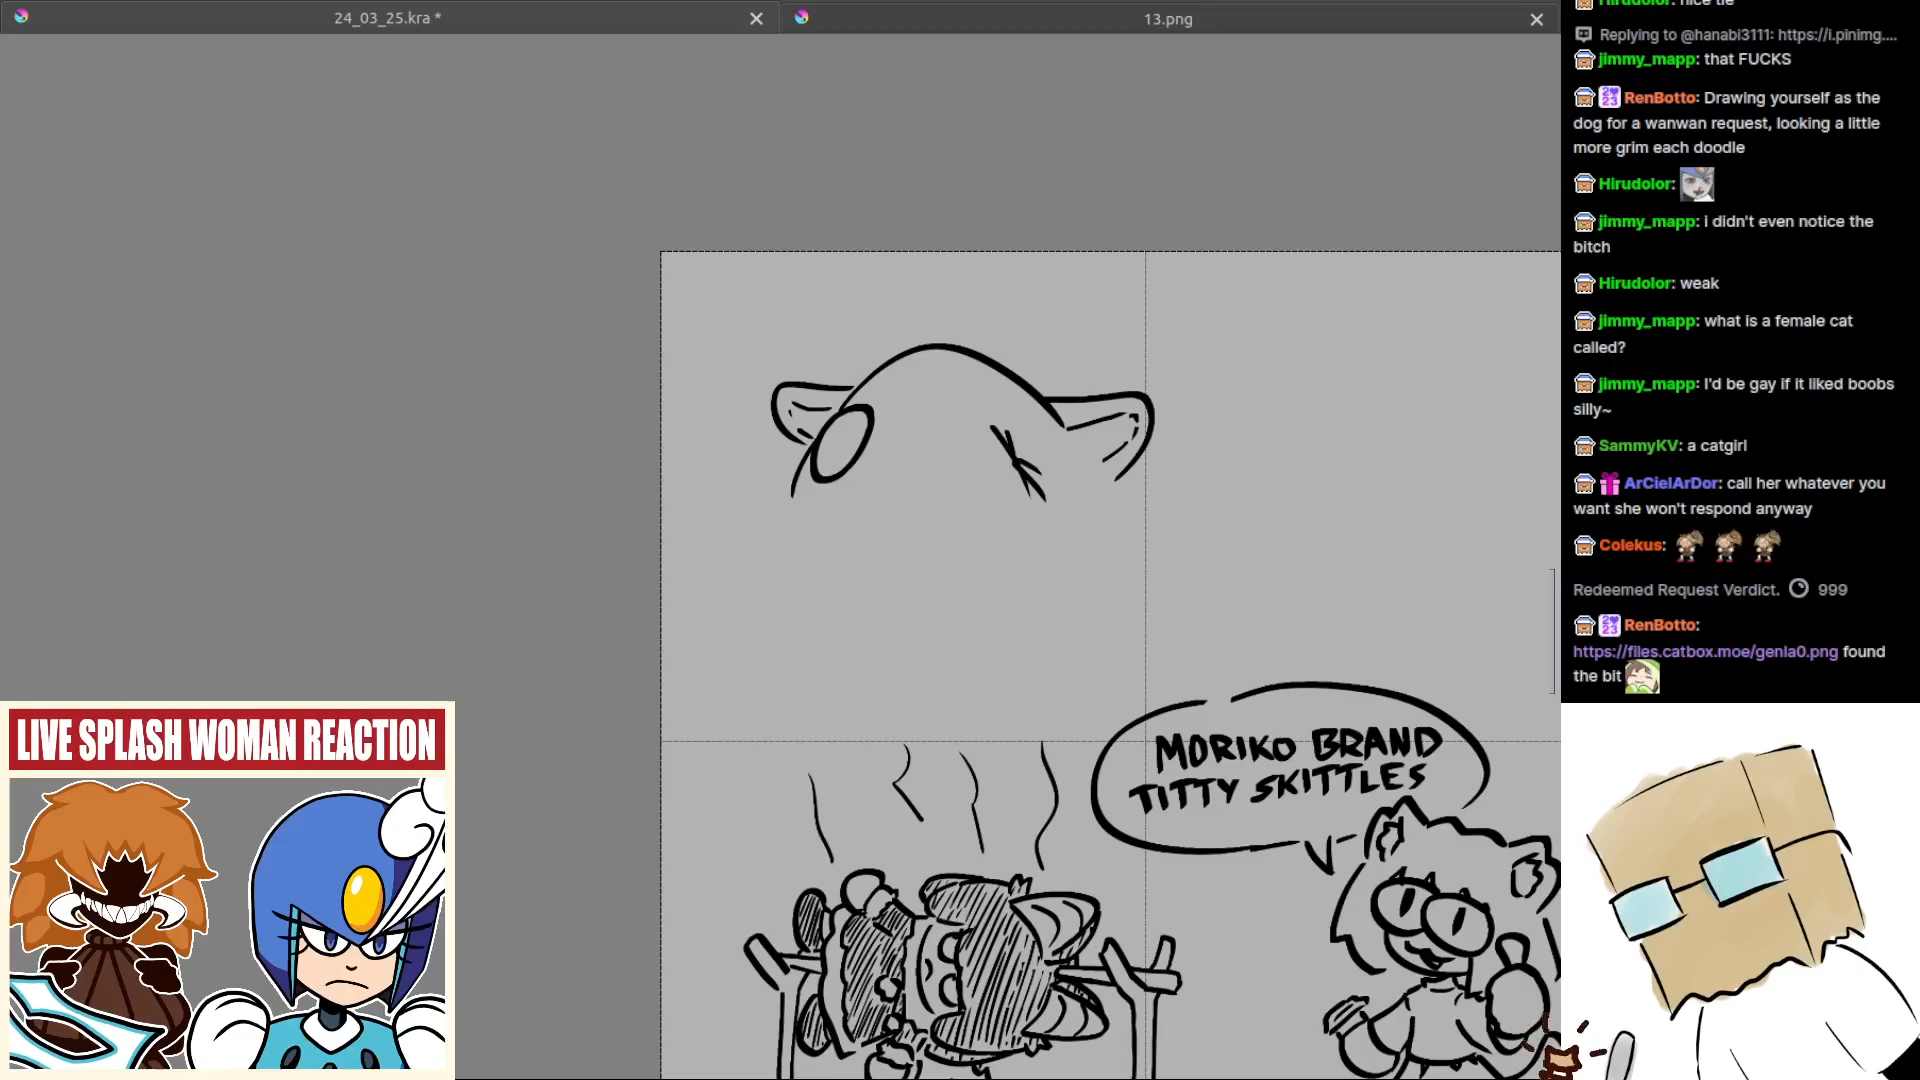 24_03_25.kra *
13.png
Hirudolor: nice tie
Replying to @hanabi3111: https://i.pinimg....
jimmy_mapp: that FUCKS
RenBotto: Drawing yourself as the
dog for a wanwan request, looking a little
more grim each doodle
Hirudolor:
jimmy_mapp: i didn't even notice the
bitch
Hirudolor: weak
jimmy_mapp: what is a female cat
called?
jimmy_mapp: I'd be gay if it liked boobs
silly~
SammyKV: a catgirl
ArCielArDor: call her whatever you
want she won't respond anyway
Colekus:
Redeemed Request Verdict. 999
RenBotto:
https://files.catbox.moe/genla0.png found
the bit
MORIKO BRAND
TITTY SKITTLES
LIVE SPLASH WOMAN REACTION